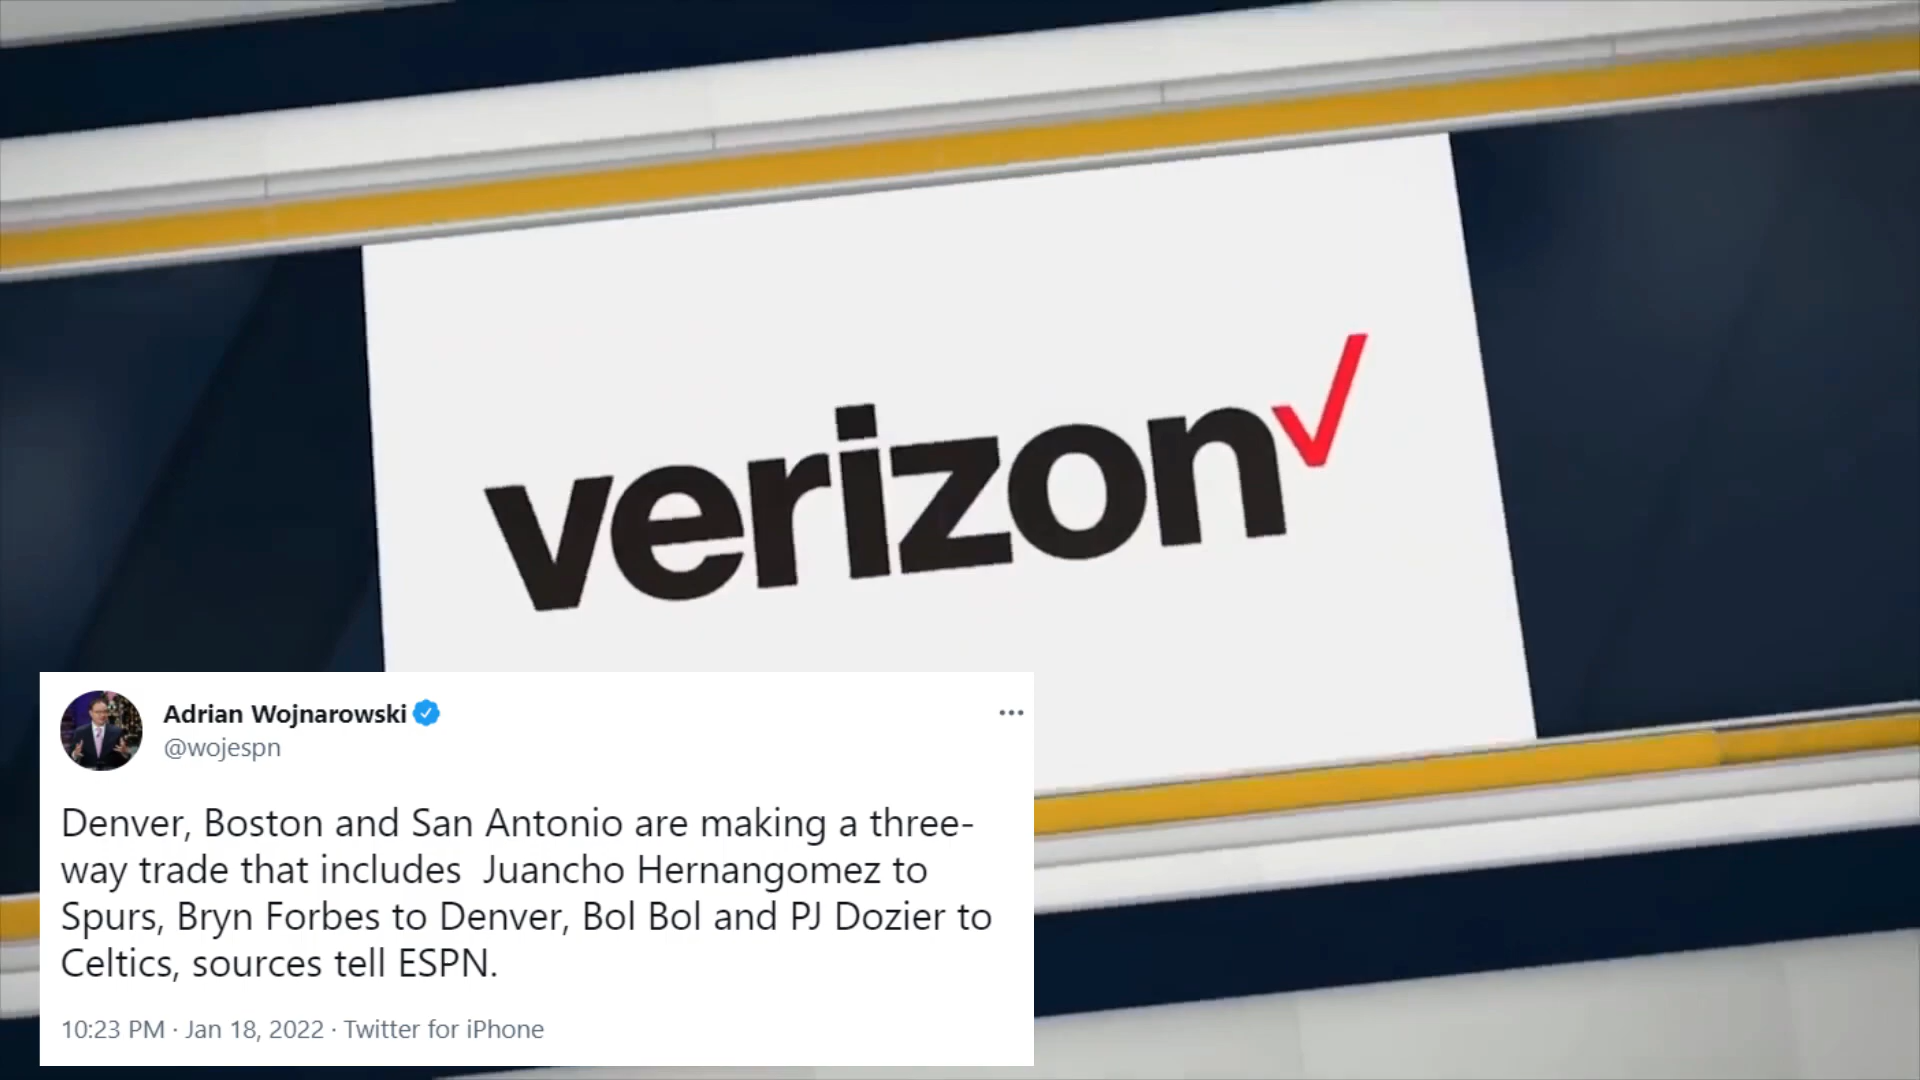 verizon
Adrian Wojnarowski
@wojespn
Denver, Boston and San Antonio are making a three-
way trade that includes  Juancho Hernangomez to
Spurs, Bryn Forbes to Denver, Bol Bol and PJ Dozier to
Celtics, sources tell ESPN.
10:23 PM · Jan 18, 2022 · Twitter for iPhone